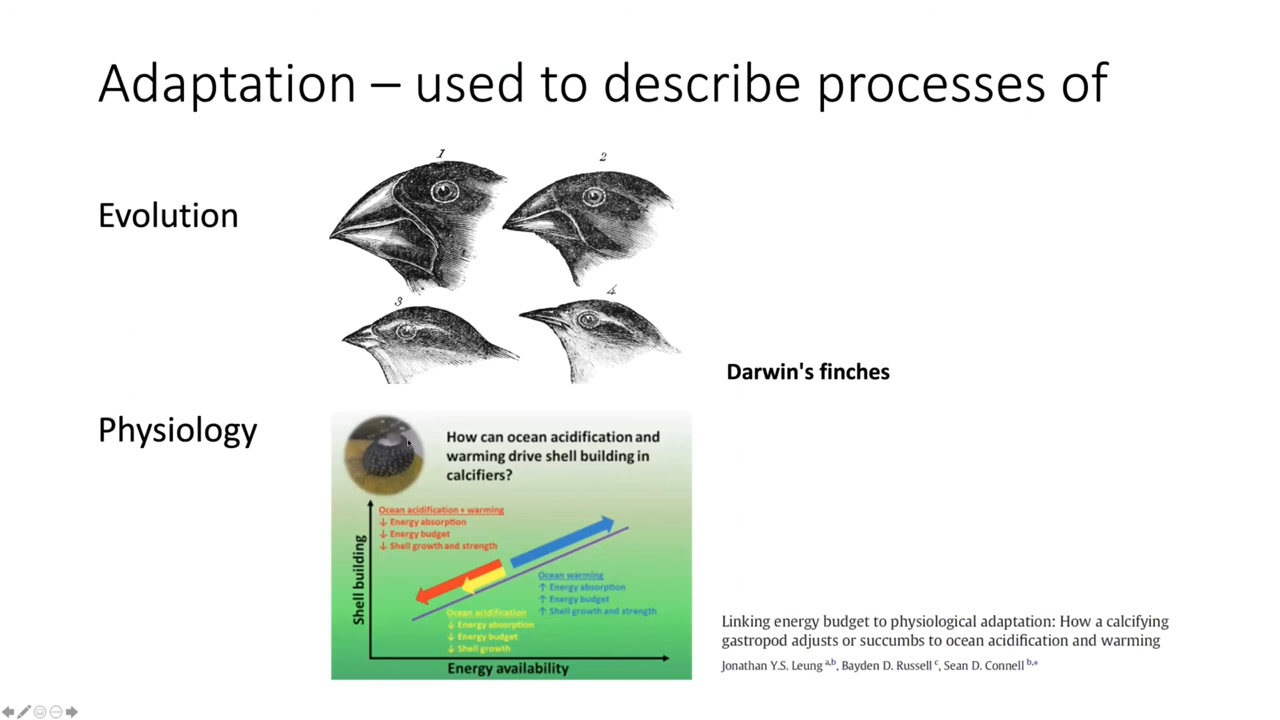 Adaptation – used to describe processes of
Evolution
1
2
3
4
Darwin's finches
Physiology
How can ocean acidification and
warming drive shell building in
calcifiers?
Shell building
Ocean acidification + warming
↓ Energy absorption
↓ Energy budget
↓ Shell growth and strength
Ocean warming
↑ Energy absorption
↑ Energy budget
↑ Shell growth and strength
Ocean acidification
↓ Energy absorption
↓ Energy budget
↓ Shell growth
Energy availability
Linking energy budget to physiological adaptation: How a calcifying
gastropod adjusts or succumbs to ocean acidification and warming
Jonathan Y.S. Leung a,b, Bayden D. Russell c, Sean D. Connell b,*